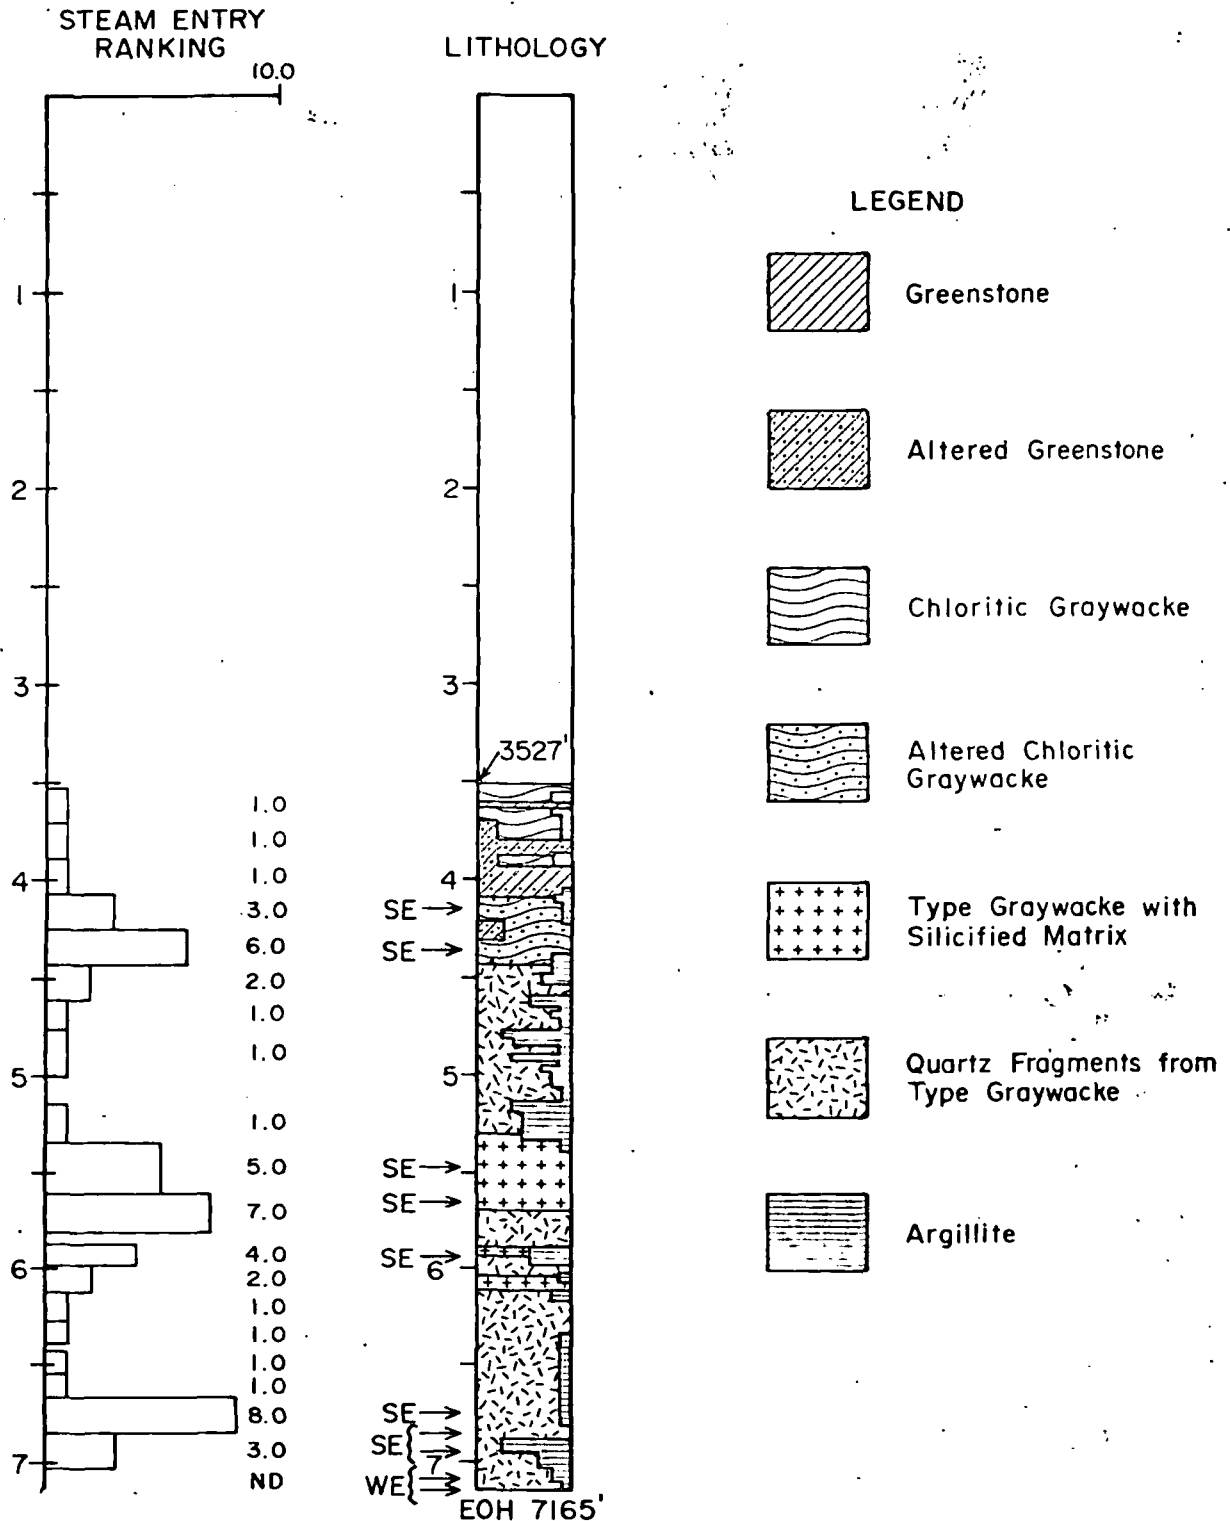 STEAM ENTRY
RANKING
10.0
LITHOLOGY
LEGEND
1
2
3
4
5
6
7
1.0
1.0
1.0
3.0
6.0
2.0
1.0
1.0
1.0
5.0
7.0
4.0
2.0
1.0
1.0
1.0
1.0
8.0
3.0
ND
1
2
3
3527'
4
SE
SE
5
SE
SE
SE
6
SE
SE
7
WE
EOH 7165'
Greenstone
Altered Greenstone
Chloritic Graywacke
Altered Chloritic
Graywacke
Type Graywacke with
Silicified Matrix
Quartz Fragments from
Type Graywacke
Argillite